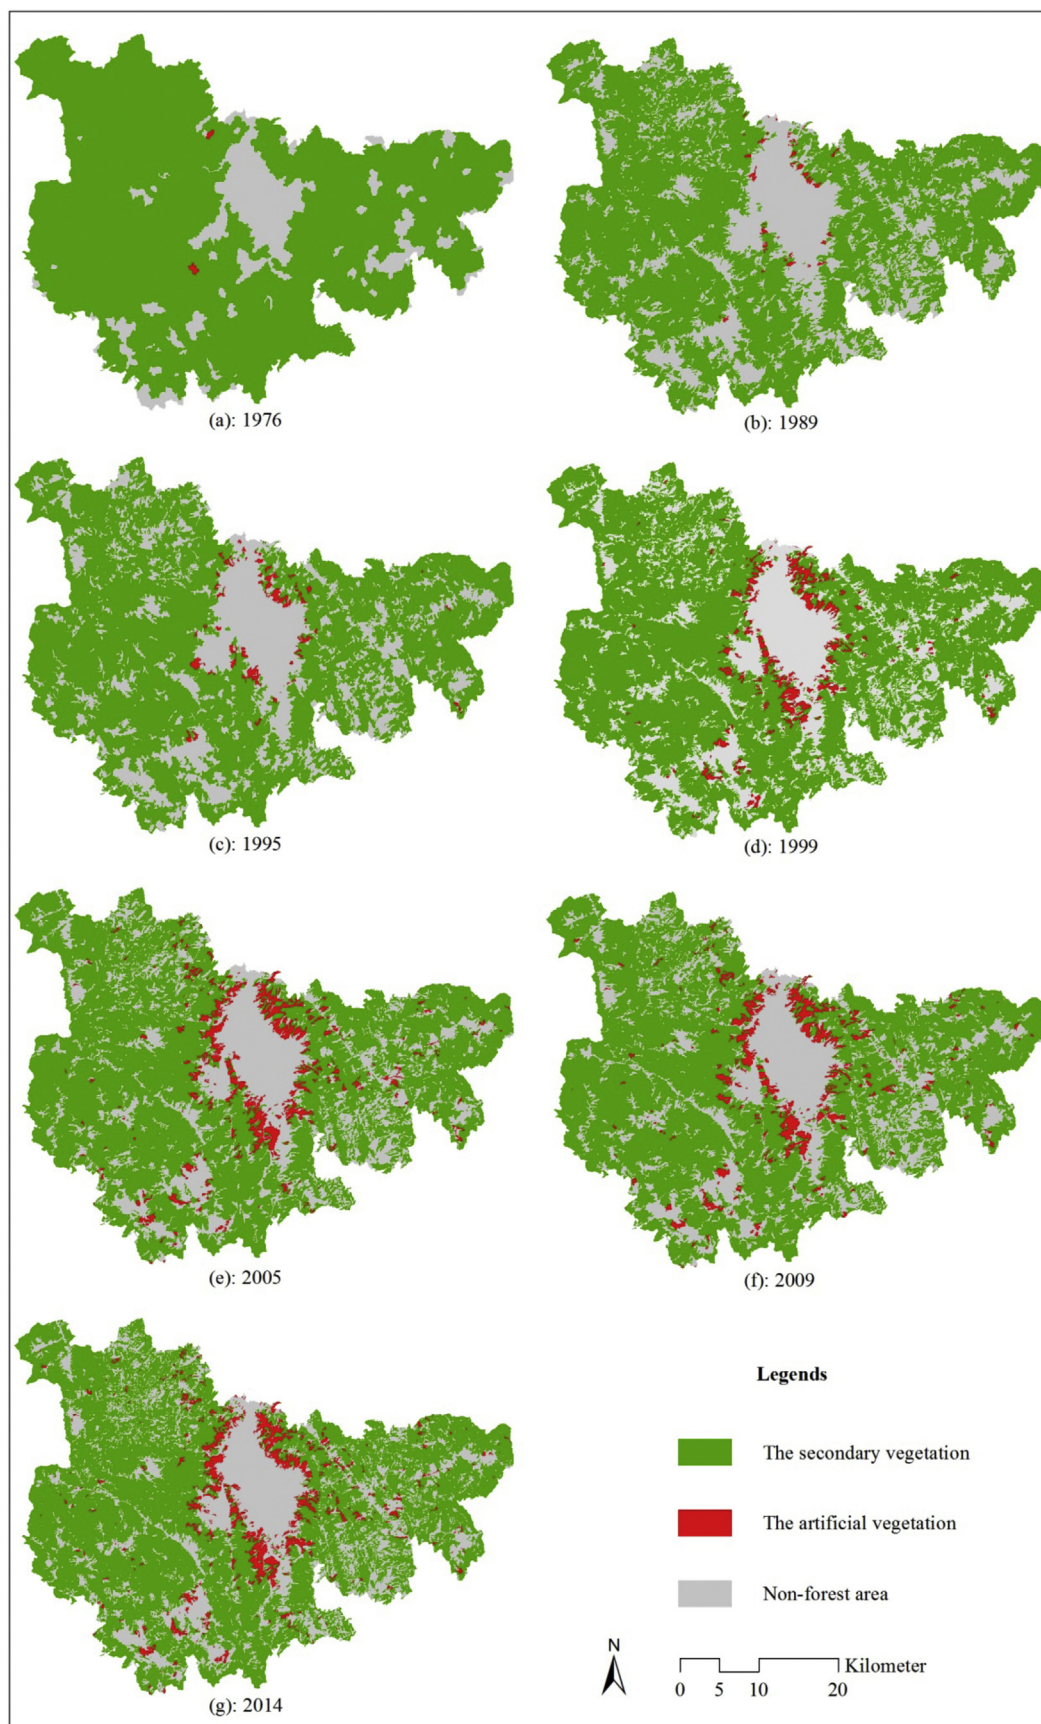 (a): 1976
(b): 1989
(c): 1995
(d): 1999
(e): 2005
(f): 2009
(g): 2014
Legends
The secondary vegetation
The artificial vegetation
Non-forest area
N
Kilometer
0 5 10 20